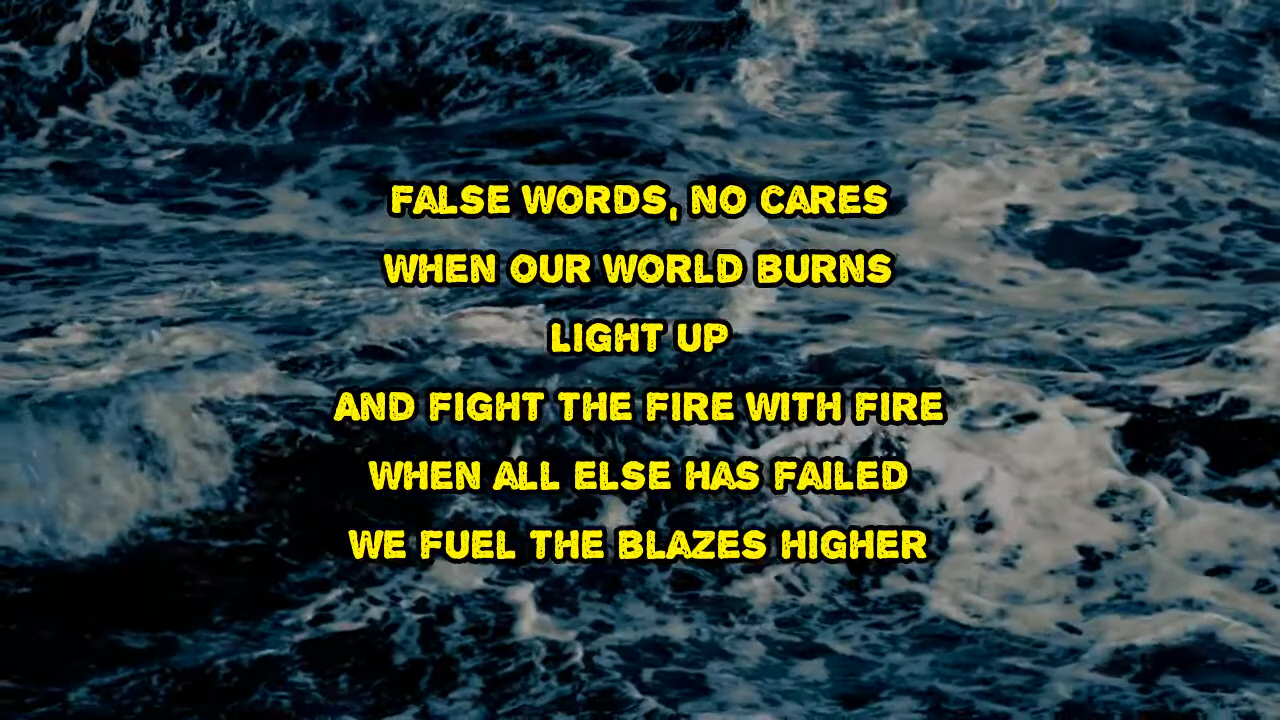 FALSE WORDS, NO CARES
WHEN OUR WORLD BURNS
LIGHT UP
AND FIGHT THE FIRE WITH FIRE
WHEN ALL ELSE HAS FAILED
WE FUEL THE BLAZES HIGHER